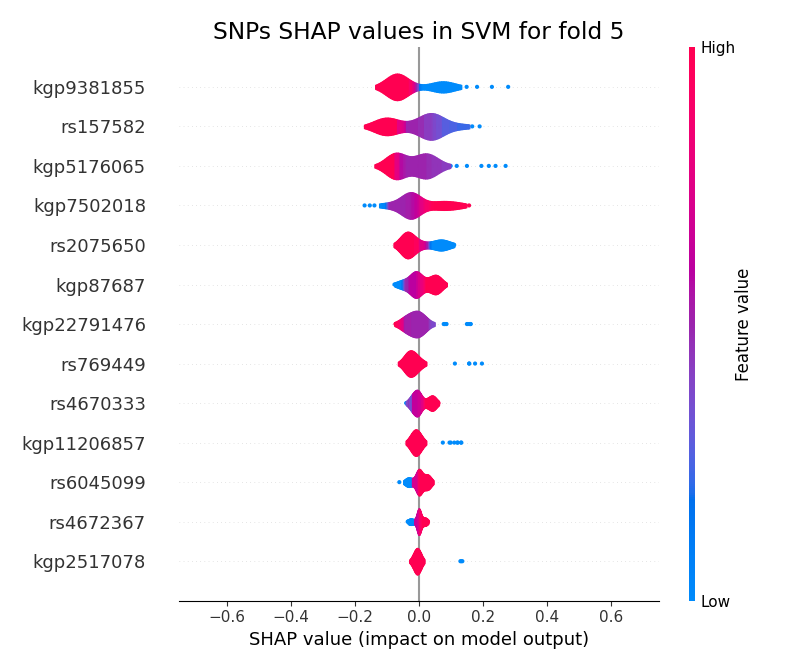 SNPs SHAP values in SVM for fold 5
High
kgp9381855
rs157582
kgp5176065
kgp7502018
rs2075650
kgp87687
kgp22791476
rs769449
rs4670333
kgp11206857
rs6045099
rs4672367
kgp2517078
Feature value
Low
−0.6 −0.4 −0.2 0.0 0.2 0.4 0.6
SHAP value (impact on model output)